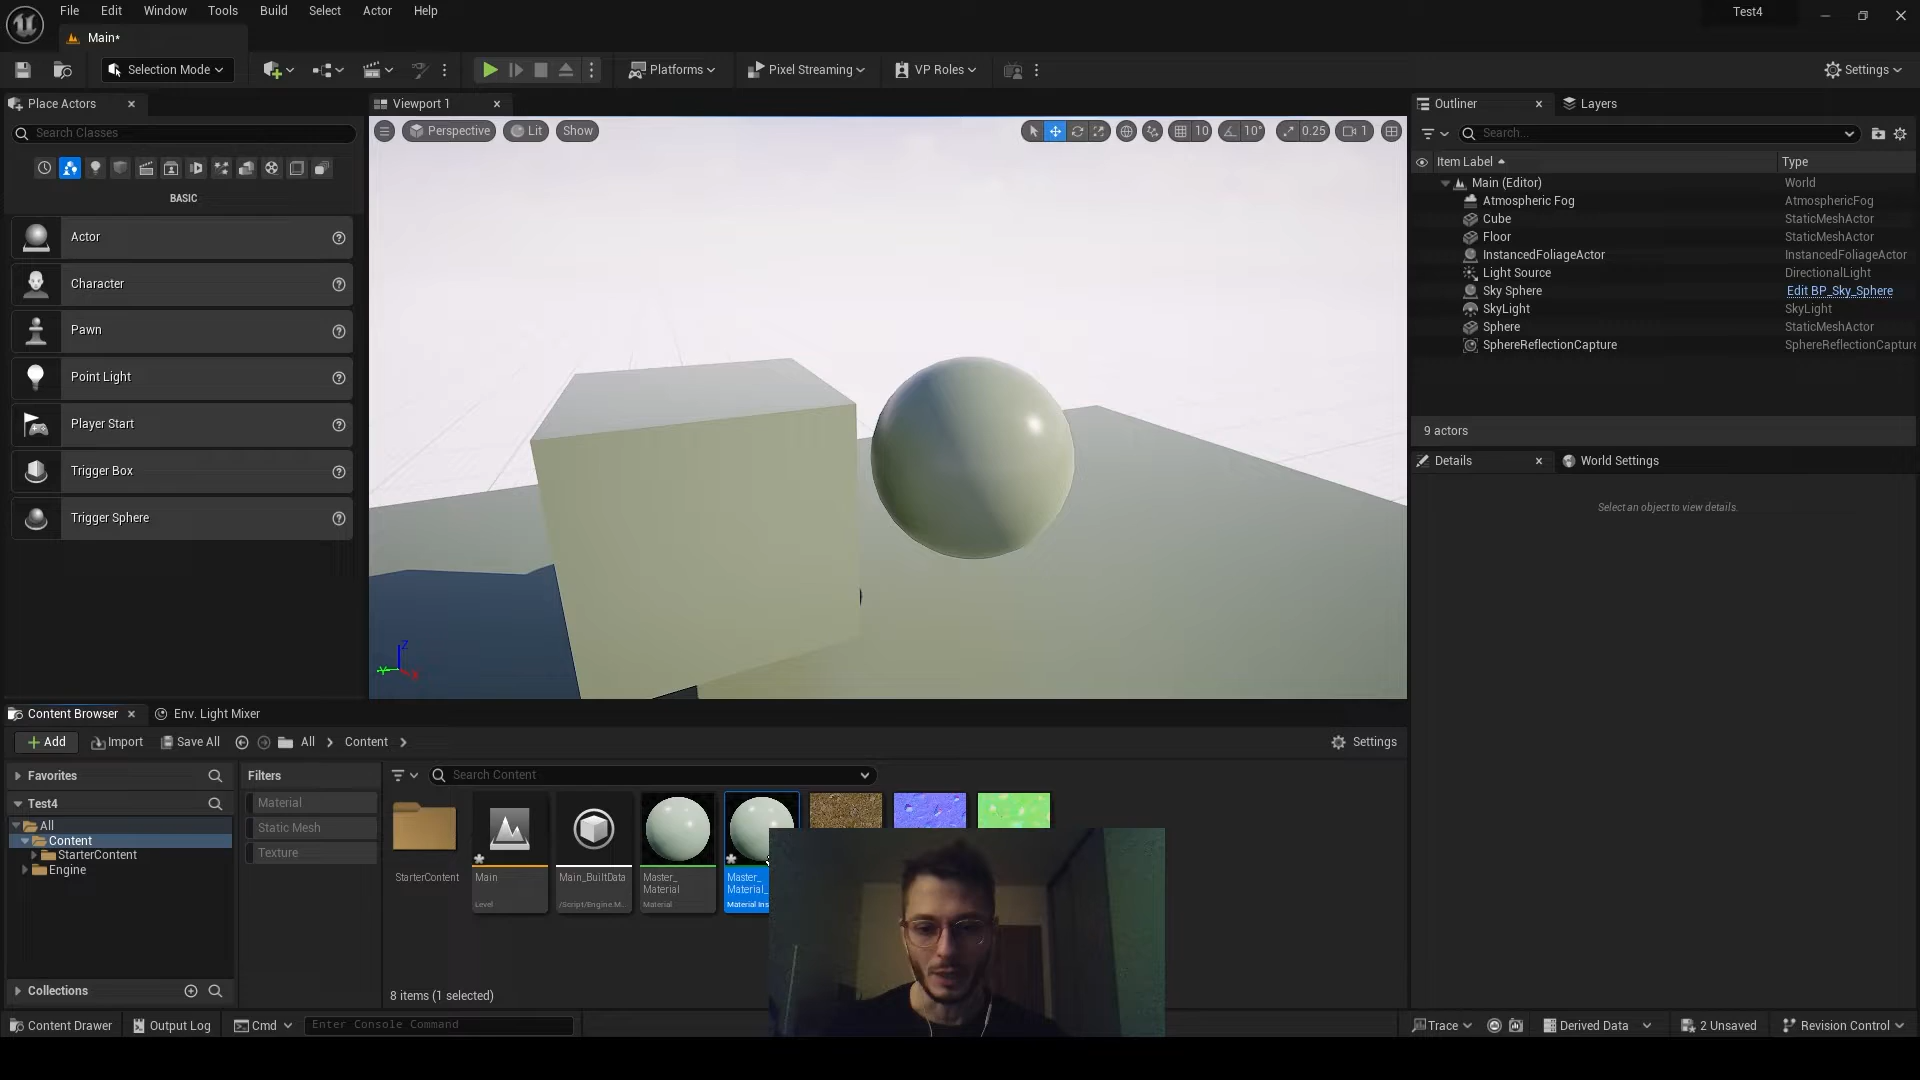 File Edit Window Tools Build Select Actor Help
Test4
Main*
Selection Mode
Platforms
Pixel Streaming
VP Roles
Settings
Place Actors
Viewport 1
Outliner
Layers
Search Classes
Perspective
Lit
Show
10
10°
0.25
1
Search...
Item Label
Type
BASIC
Main (Editor) World
Atmospheric Fog AtmosphericFog
Cube StaticMeshActor
Floor StaticMeshActor
InstancedFoliageActor InstancedFoliageActor
Light Source DirectionalLight
Sky Sphere Edit BP_Sky_Sphere
SkyLight SkyLight
Sphere StaticMeshActor
SphereReflectionCapture SphereReflectionCapture
Actor
Character
Pawn
Point Light
Player Start
Trigger Box
Trigger Sphere
9 actors
Details
World Settings
Select an object to view details.
Z
Y
Content Browser
Env. Light Mixer
Add
Import
Save All
All
Content
Settings
Favorites
Filters
Search Content
Test4
Material
Static Mesh
Texture
All
Content
StarterContent
Engine
StarterContent
Main
Level
Main_BuiltData
/Script/Engine.M...
Master_
Material
Material
Master_
Material_
Material Ins
Collections
8 items (1 selected)
Content Drawer
Output Log
Cmd
Enter Console Command
Trace
Derived Data
2 Unsaved
Revision Control